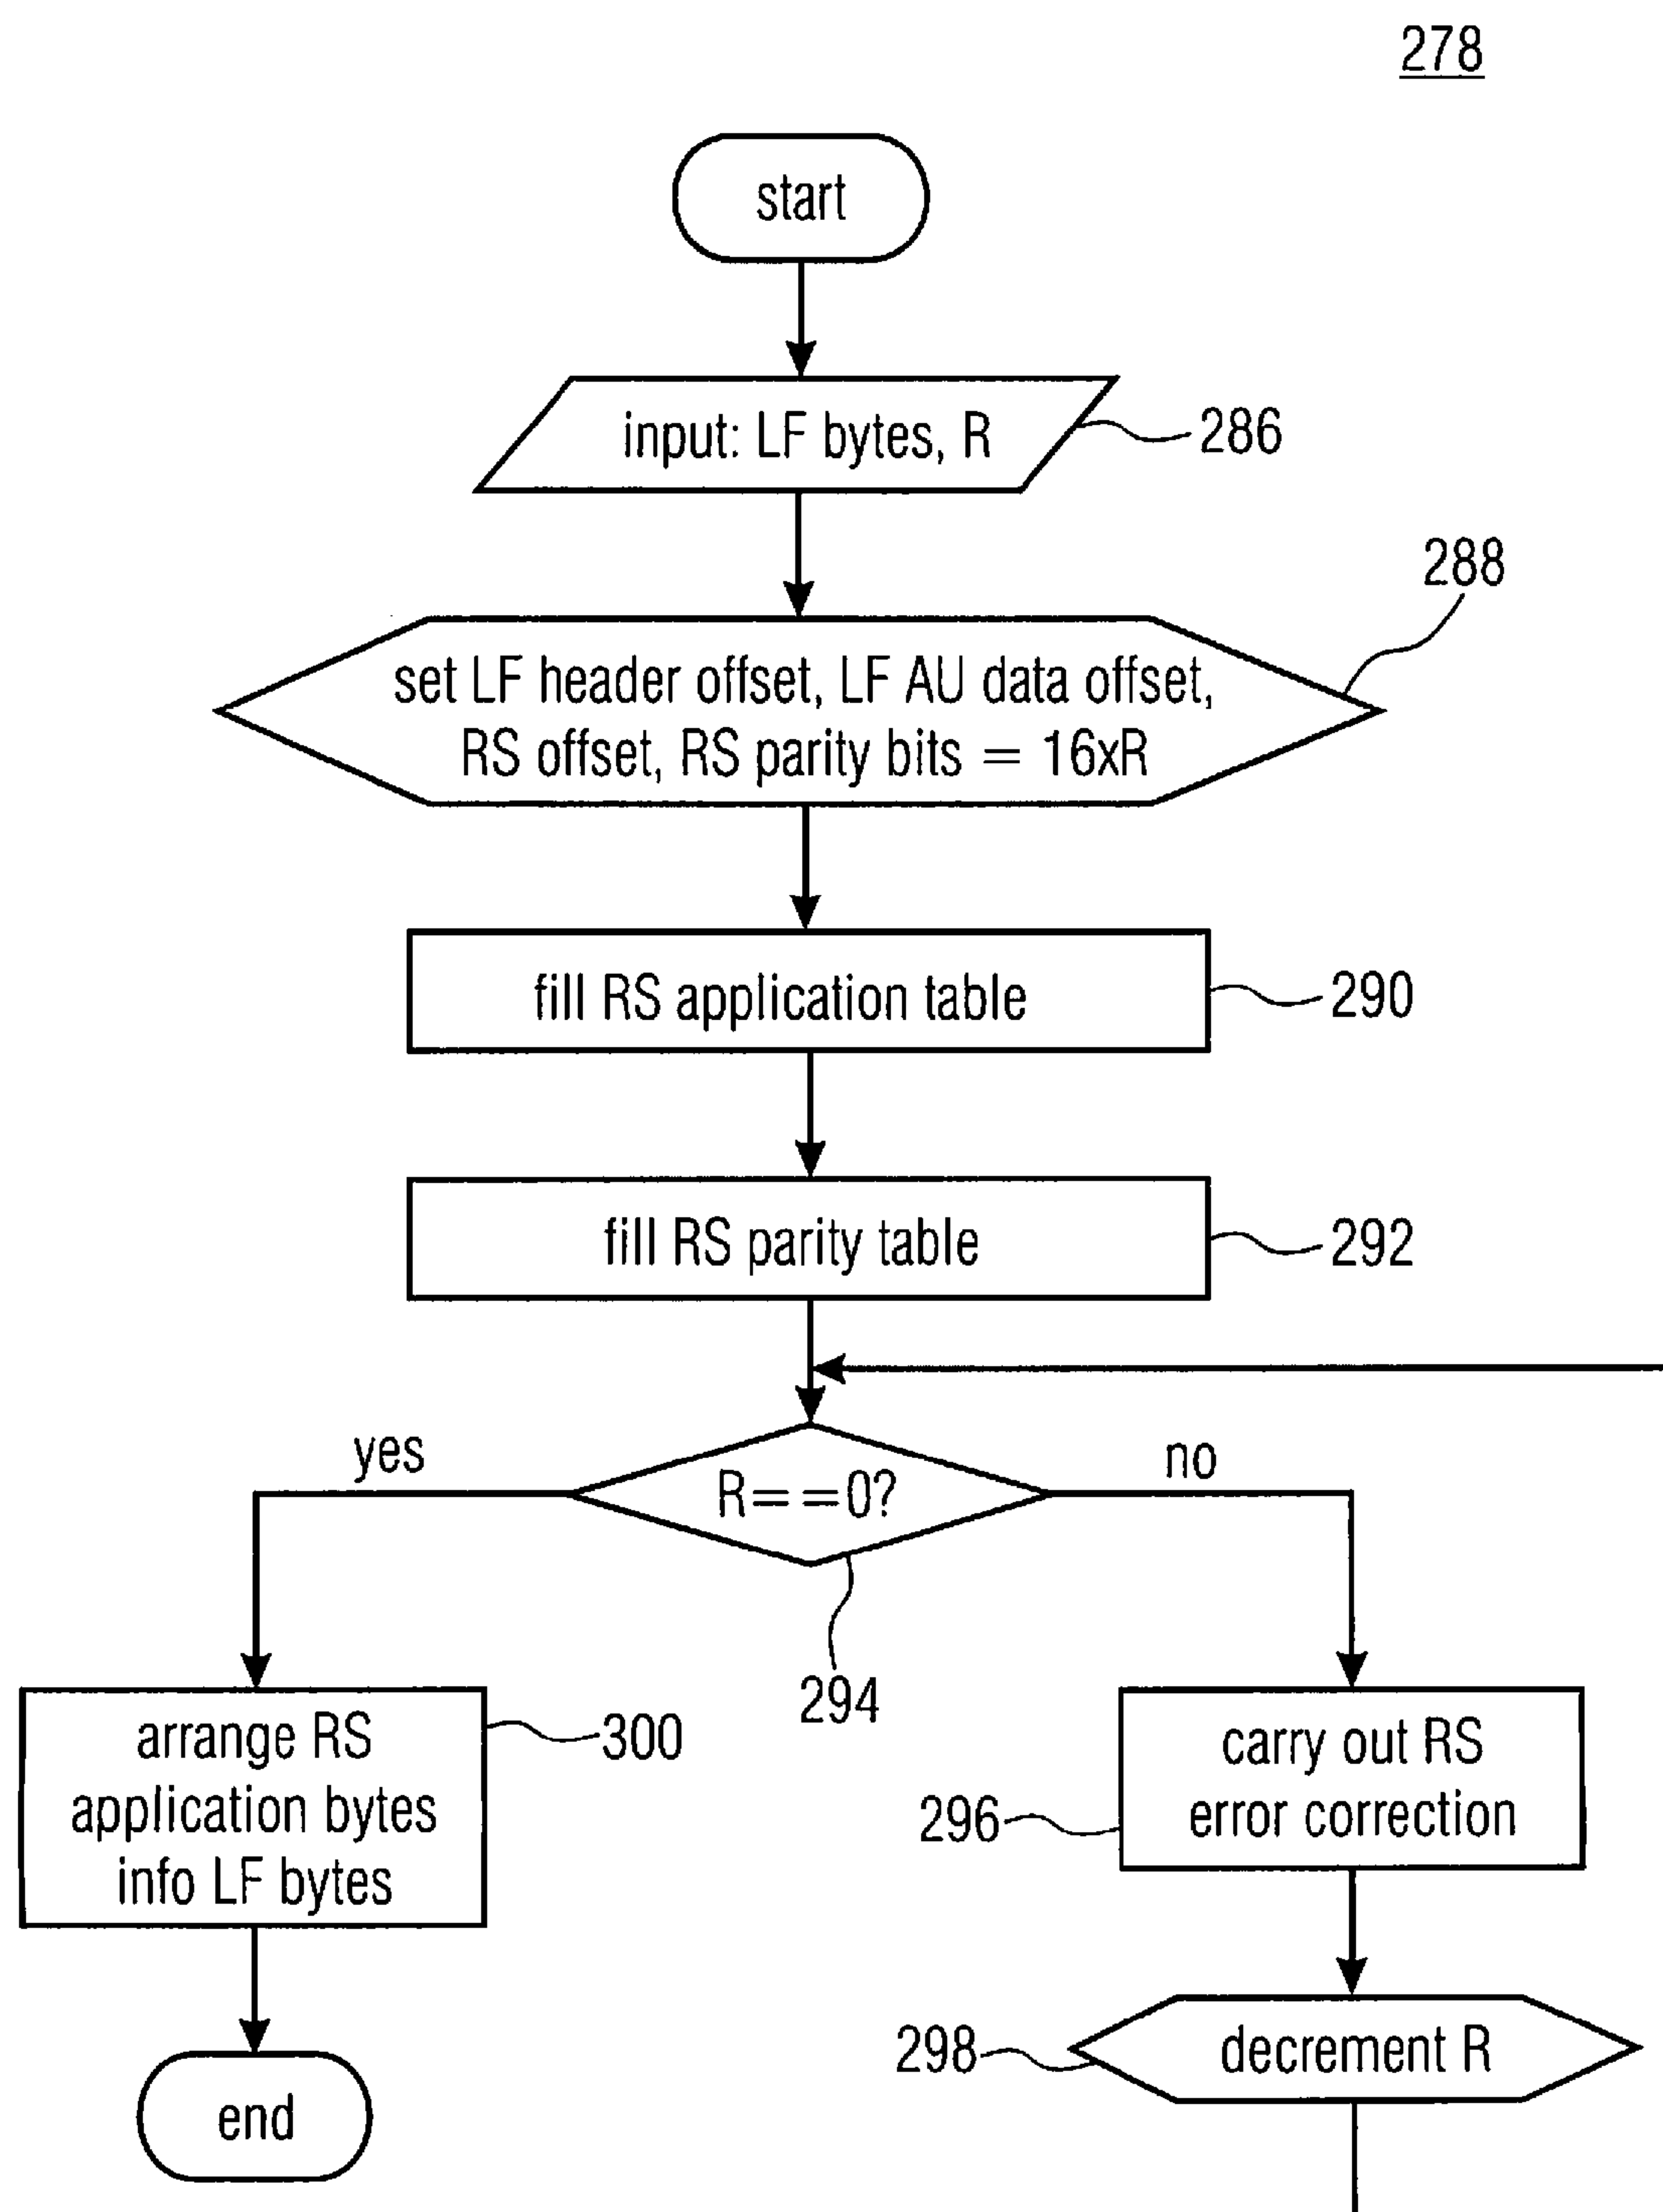 278
start
input: LF bytes, R
286
288
set LF header offset, LF AU data offset,
RS offset, RS parity bits = 16xR
fill RS application table
290
fill RS parity table
292
yes
R==0?
no
294
arrange RS
application bytes
info LF bytes
300
carry out RS
error correction
296
298
decrement R
end